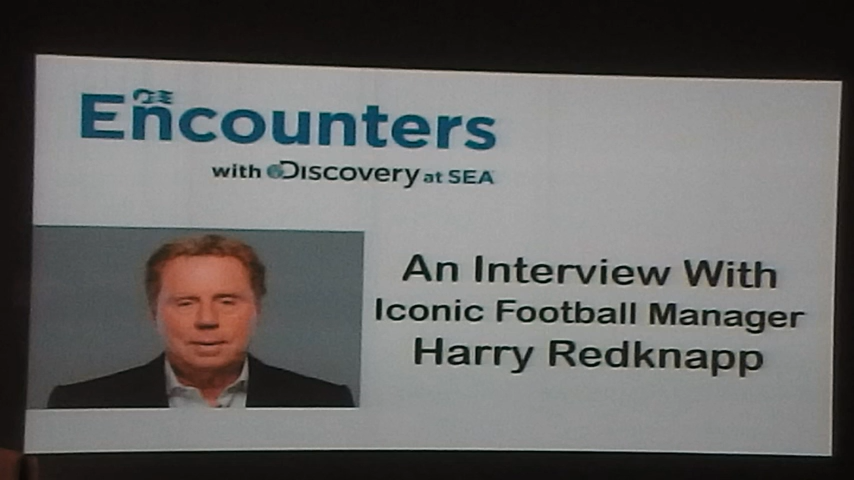 Encounters
with Discovery at SEA
An Interview With
Iconic Football Manager
Harry Redknapp